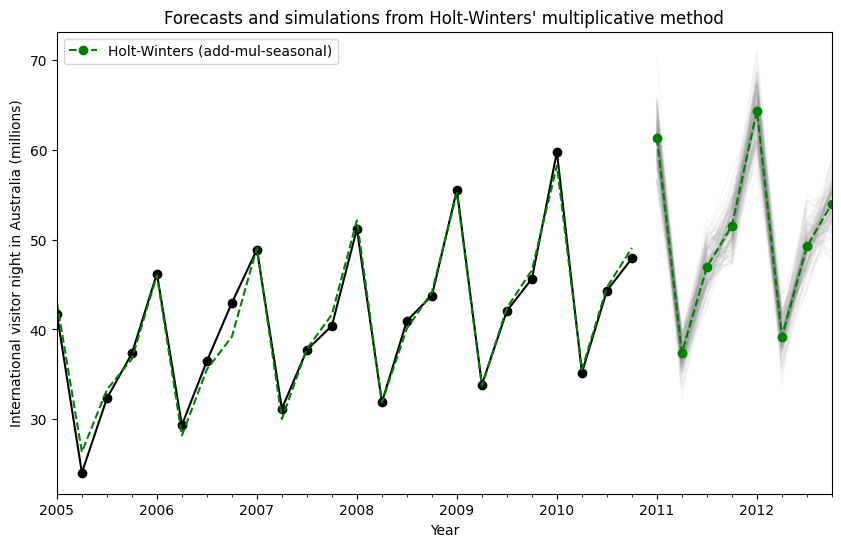 Forecasts and simulations from Holt-Winters' multiplicative method
Holt-Winters (add-mul-seasonal)
International visitor night in Australia (millions)
70
60
50
40
30
2005 2006 2007 2008 2009 2010 2011 2012
Year